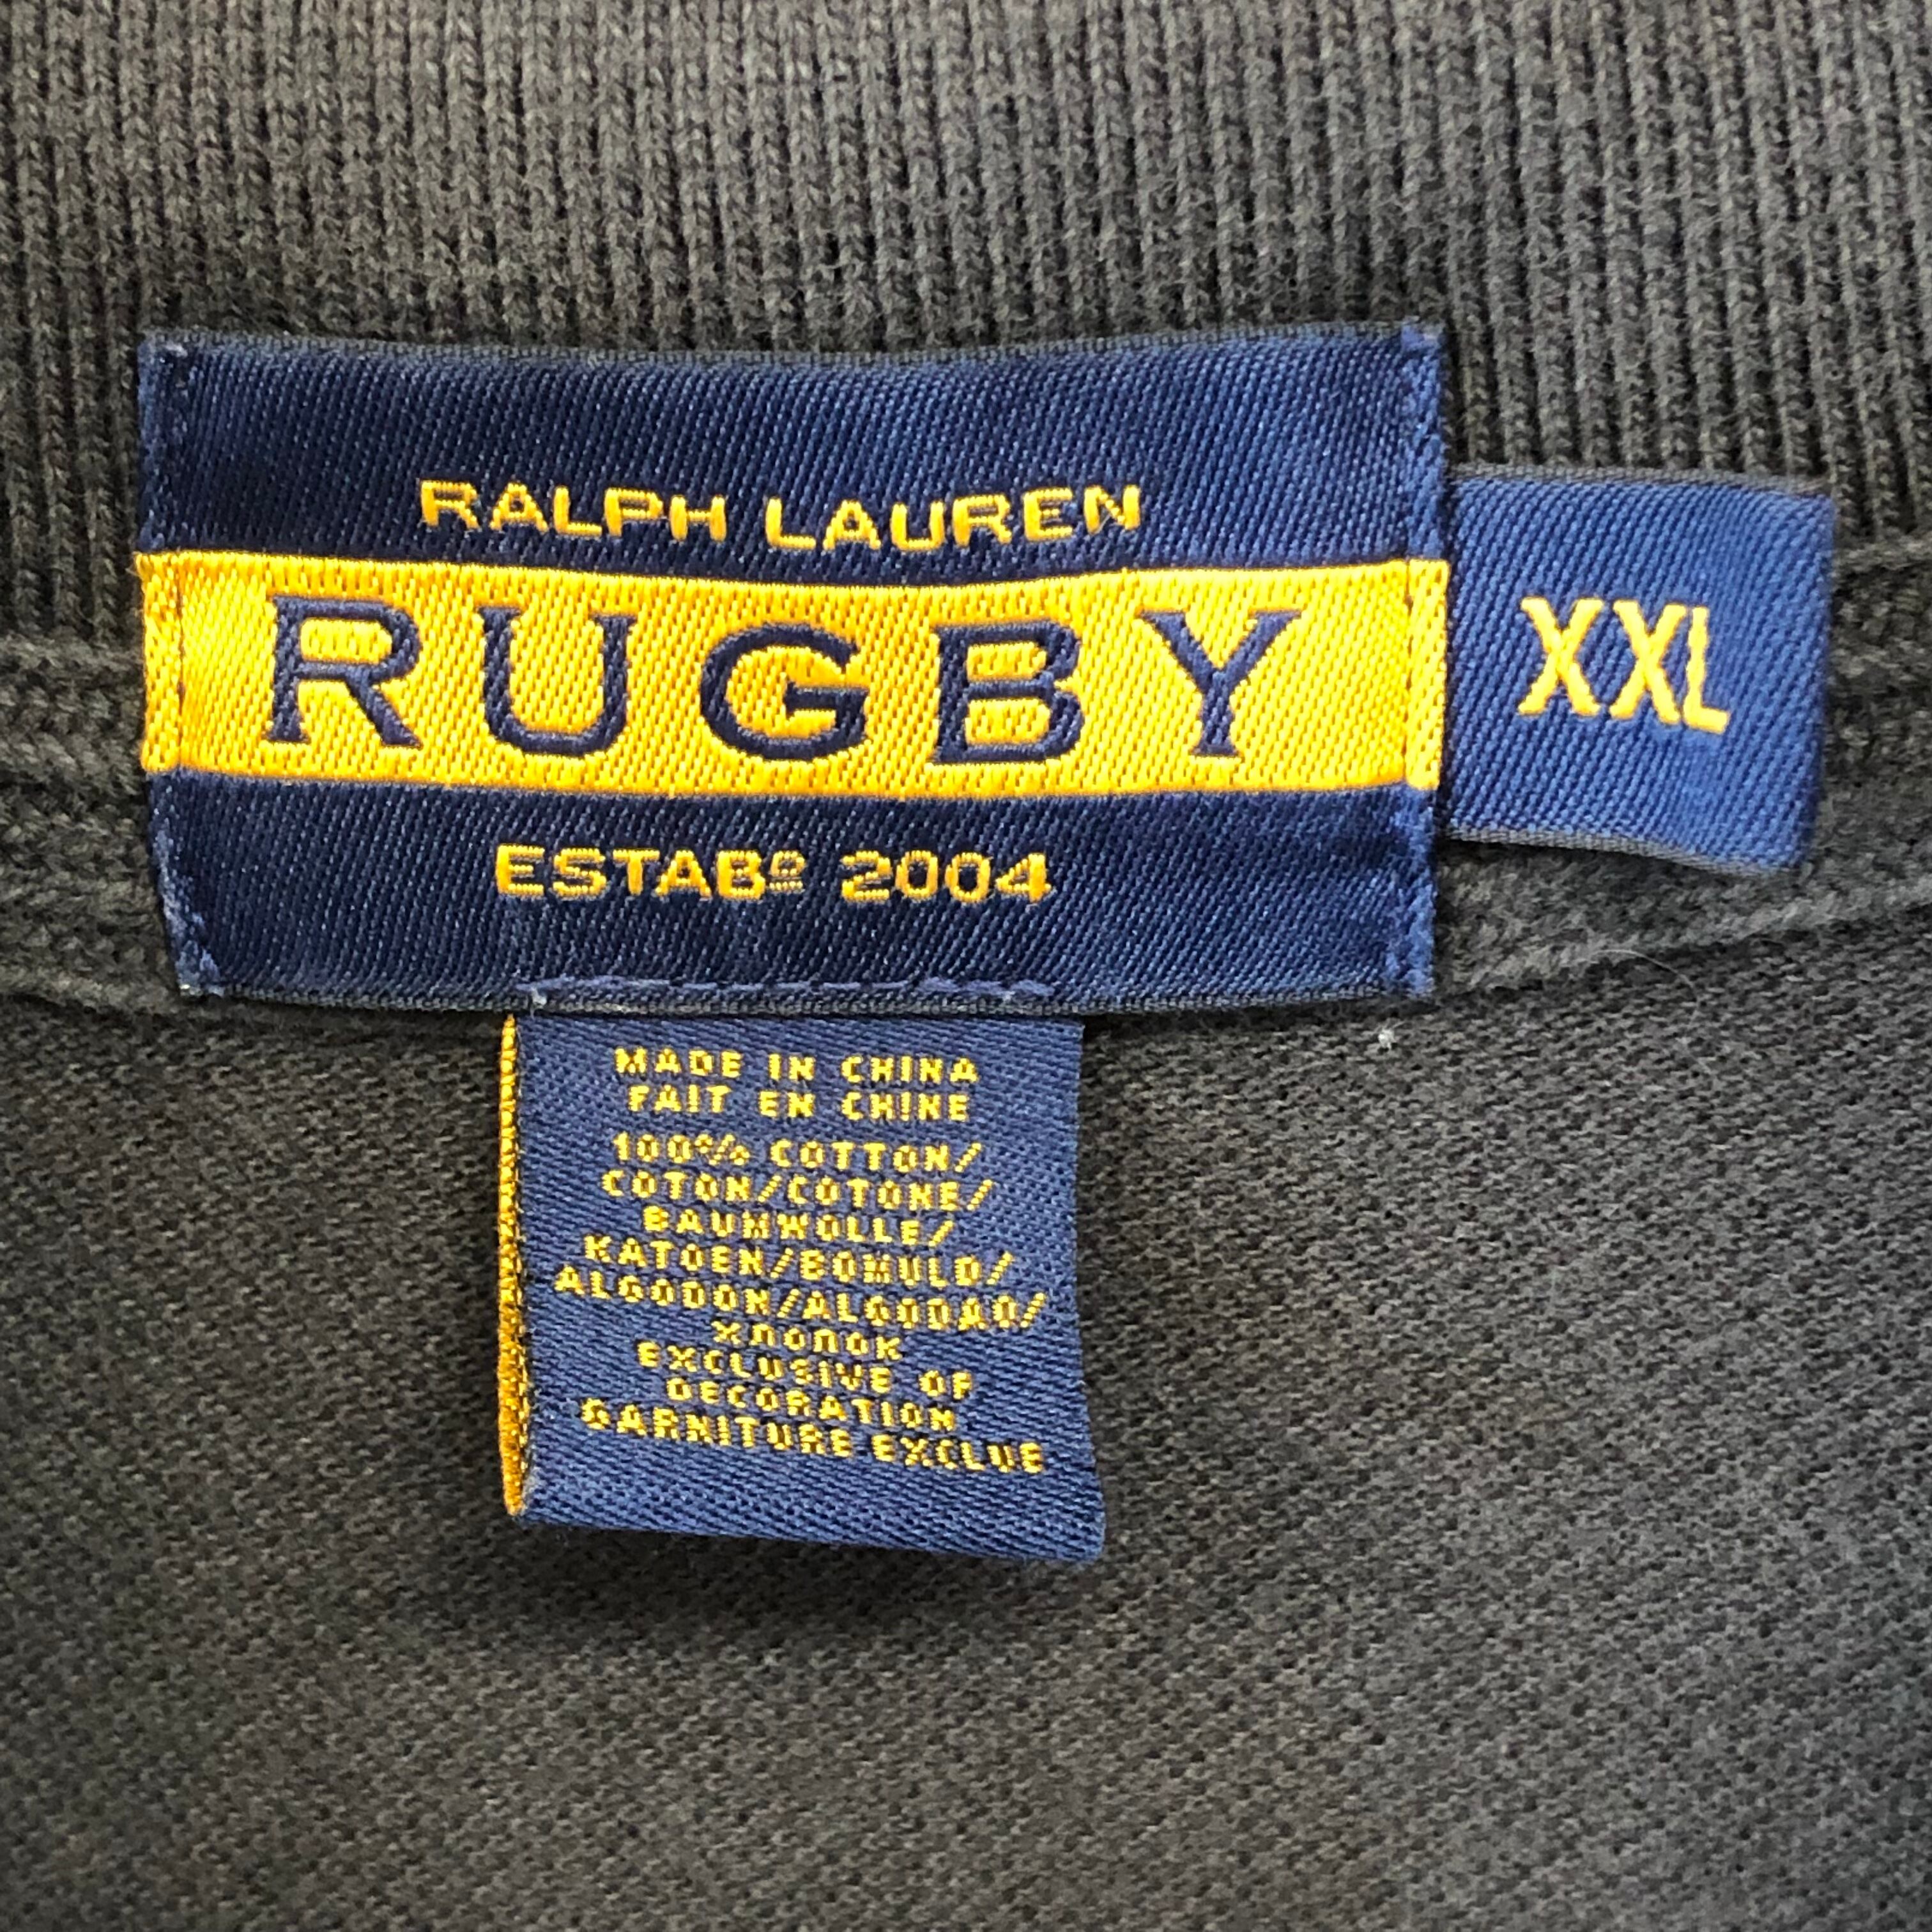 RALPH LAUREN
RUGBY
XXL
ESTABº 2004
MADE IN CHINA
FAIT EN CHINE
100% COTTON/
COTON/COTONE/
BAUMWOLLE/
KATOEN/BOMULD/
ALGODON/ALGODAO/
хлопок
EXCLUSIVE OF
DECORATION
GARNITURE EXCLUE